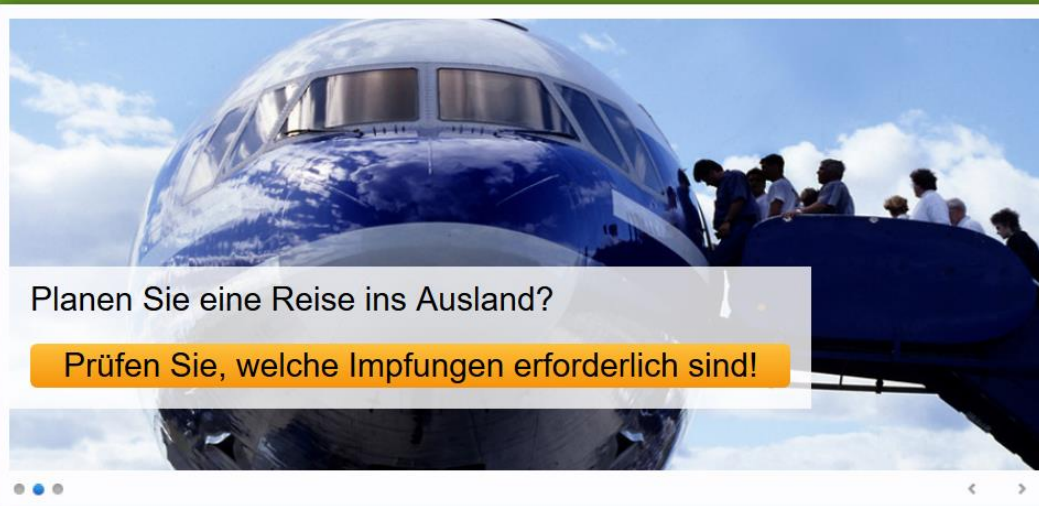 Planen Sie eine Reise ins Ausland?
Prüfen Sie, welche Impfungen erforderlich sind!